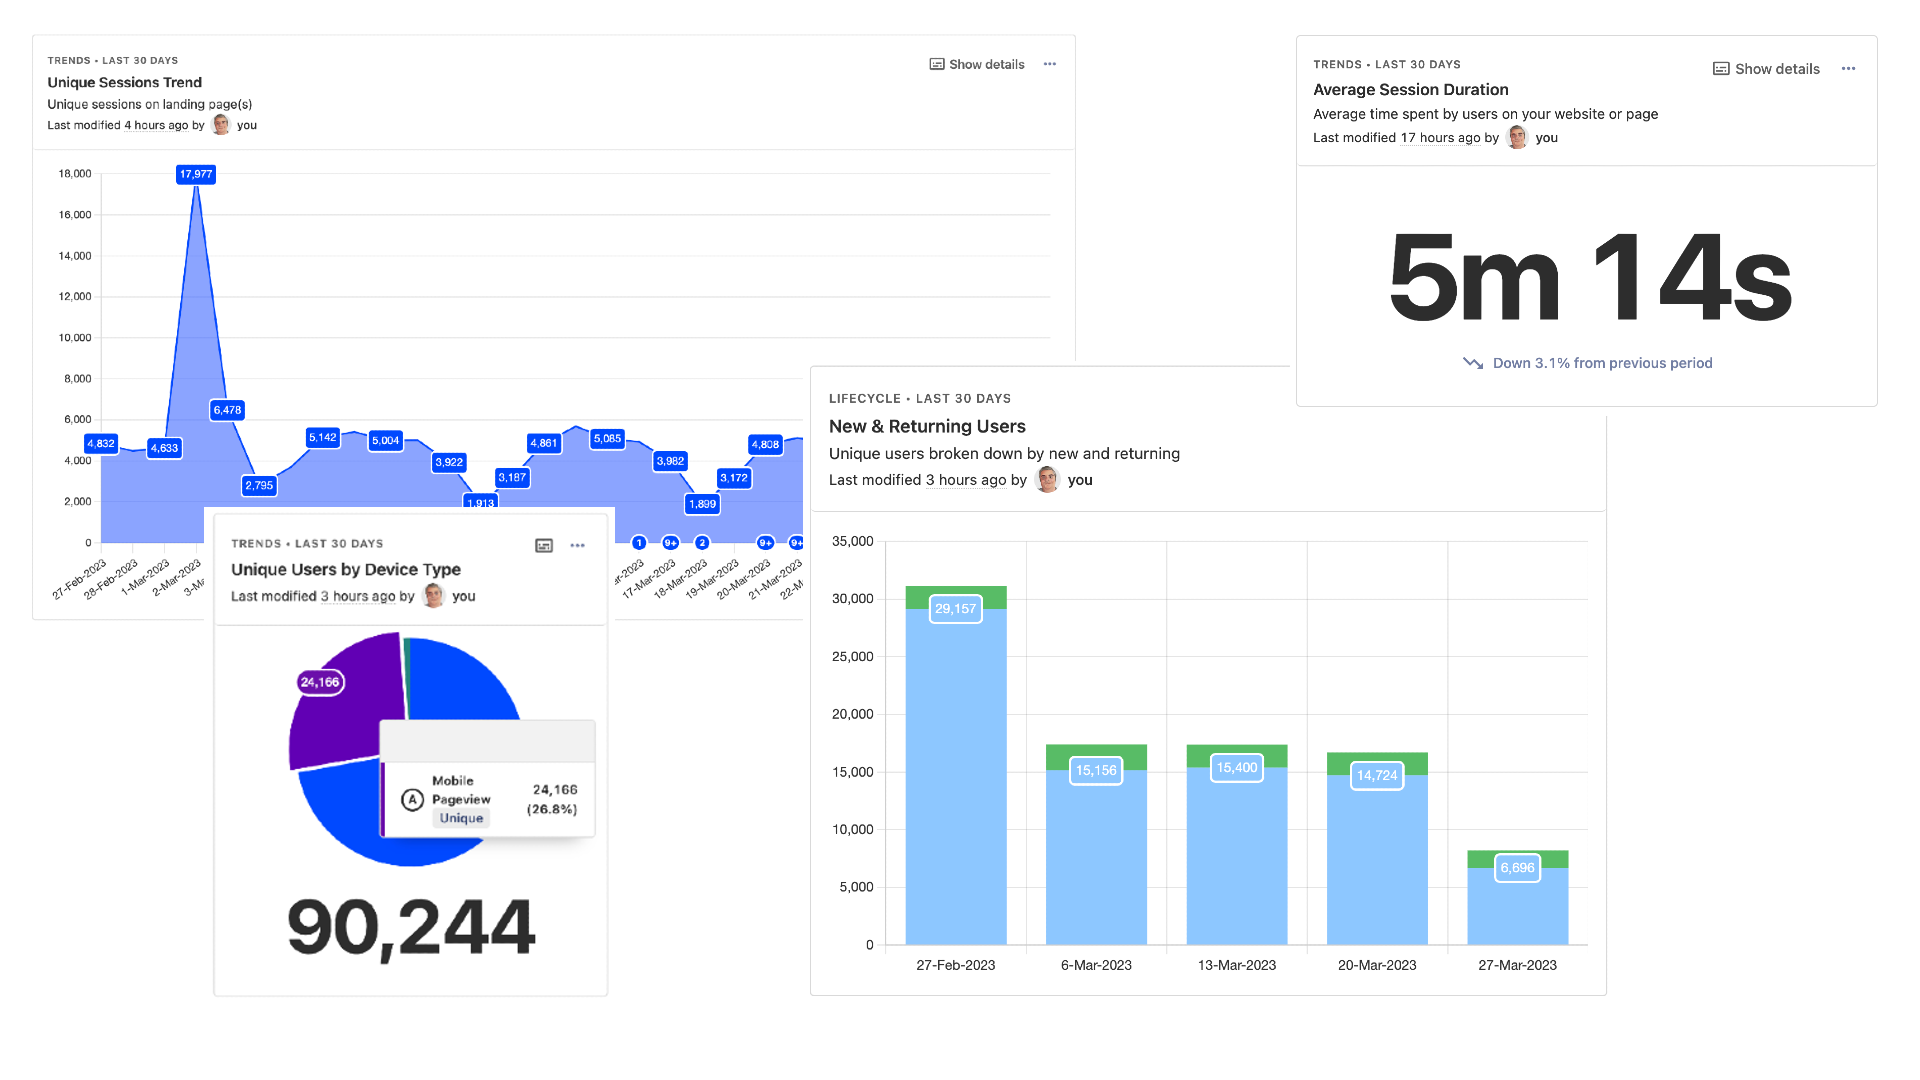 TRENDS • LAST 30 DAYS
Unique Sessions Trend
Unique sessions on landing page(s)
Last modified 4 hours ago by you
Show details
18,000
16,000
14,000
12,000
10,000
8,000
6,000
4,000
2,000
0
17,977
4,832
4,633
6,478
2,795
5,142
5,004
3,922
1,913
3,187
4,861
5,085
3,982
1,899
3,172
4,808
1
9+
2
9+
9+
27-Feb-2023
28-Feb-2023
1-Mar-2023
2-Mar-2023
3-Ma
ar-2023
17-Mar-2023
18-Mar-2023
19-Mar-2023
20-Mar-2023
21-Mar-2023
22-M
TRENDS • LAST 30 DAYS
Average Session Duration
Average time spent by users on your website or page
Last modified 17 hours ago by you
Show details
5m 14s
Down 3.1% from previous period
TRENDS • LAST 30 DAYS
Unique Users by Device Type
Last modified 3 hours ago by you
24,166
A
Mobile
Pageview
Unique
24,166
(26.8%)
90,244
LIFECYCLE • LAST 30 DAYS
New & Returning Users
Unique users broken down by new and returning
Last modified 3 hours ago by you
35,000
30,000
25,000
20,000
15,000
10,000
5,000
0
29,157
15,156
15,400
14,724
6,696
27-Feb-2023
6-Mar-2023
13-Mar-2023
20-Mar-2023
27-Mar-2023